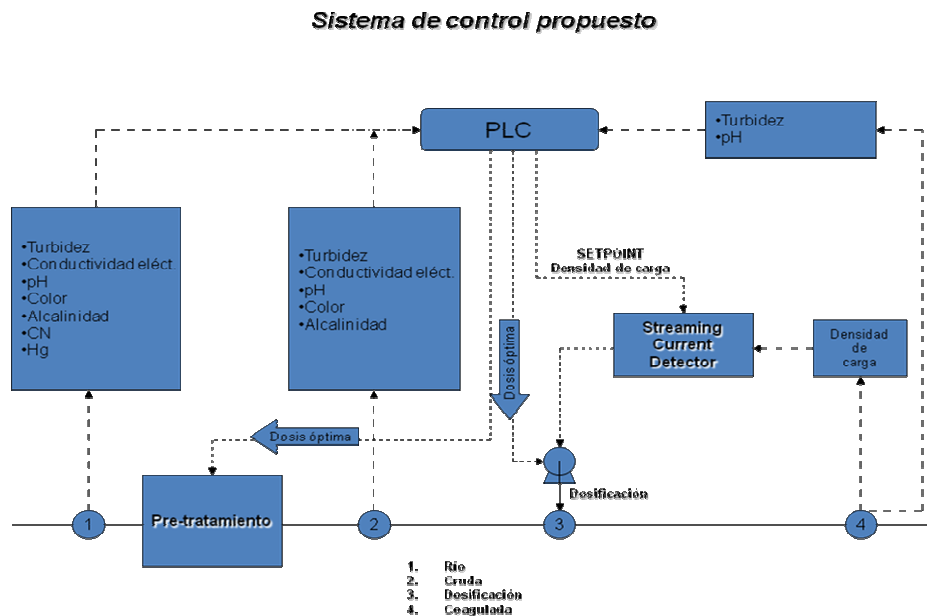 Sistema de control propuesto
PLC
•Turbidez
•pH
•Turbidez
•Conductividad eléct.
•pH
•Color
•Alcalinidad
•CN
•Hg
•Turbidez
•Conductividad eléct.
•pH
•Color
•Alcalinidad
SETPOINT
Densidad de carga
Streaming
Current
Detector
Densidad
de
carga
Dosis óptima
Dosis óptima
Dosificación
1
Pre-tratamiento
2
3
4
1. Río
2. Cruda
3. Dosificación
4. Coagulada